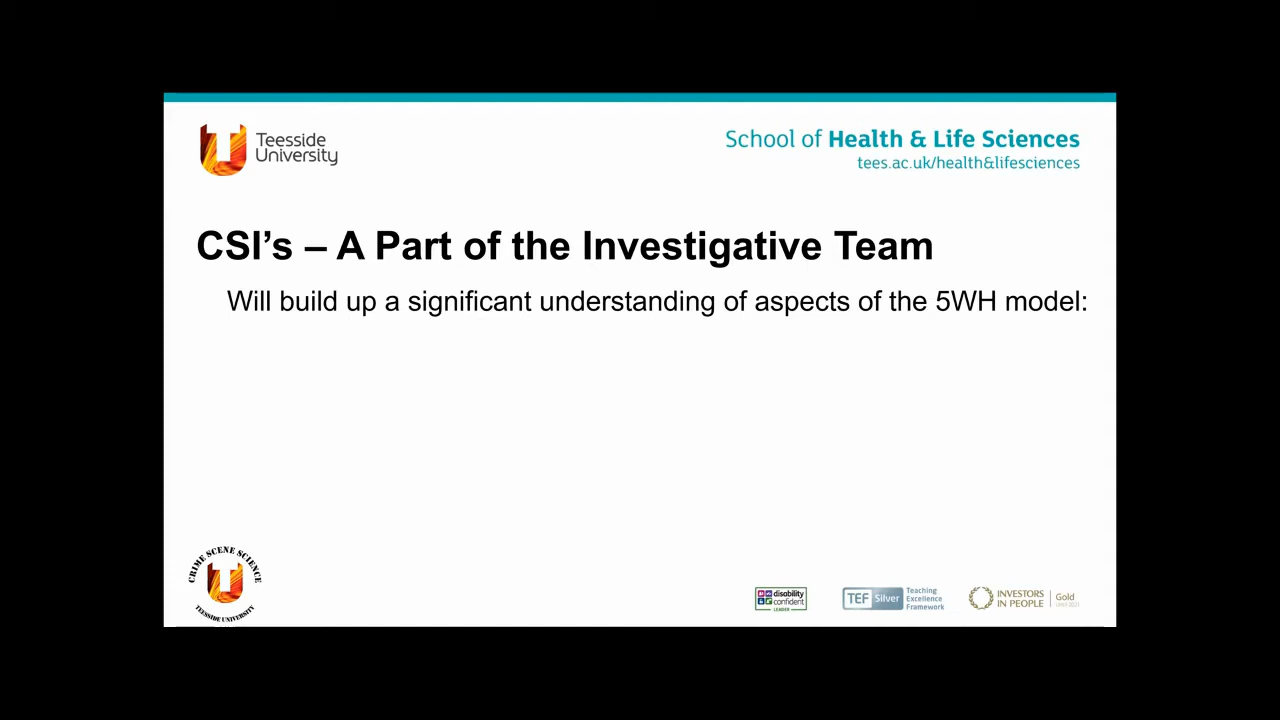 Teesside
University
School of Health & Life Sciences
tees.ac.uk/health&lifesciences
CSI’s – A Part of the Investigative Team
Will build up a significant understanding of aspects of the 5WH model:
CRIME SCENE SCIENCE
TEESSIDE UNIVERSITY
disability
confident
LEADER
TEF Silver
Teaching
Excellence
Framework
INVESTORS
IN PEOPLE
Gold